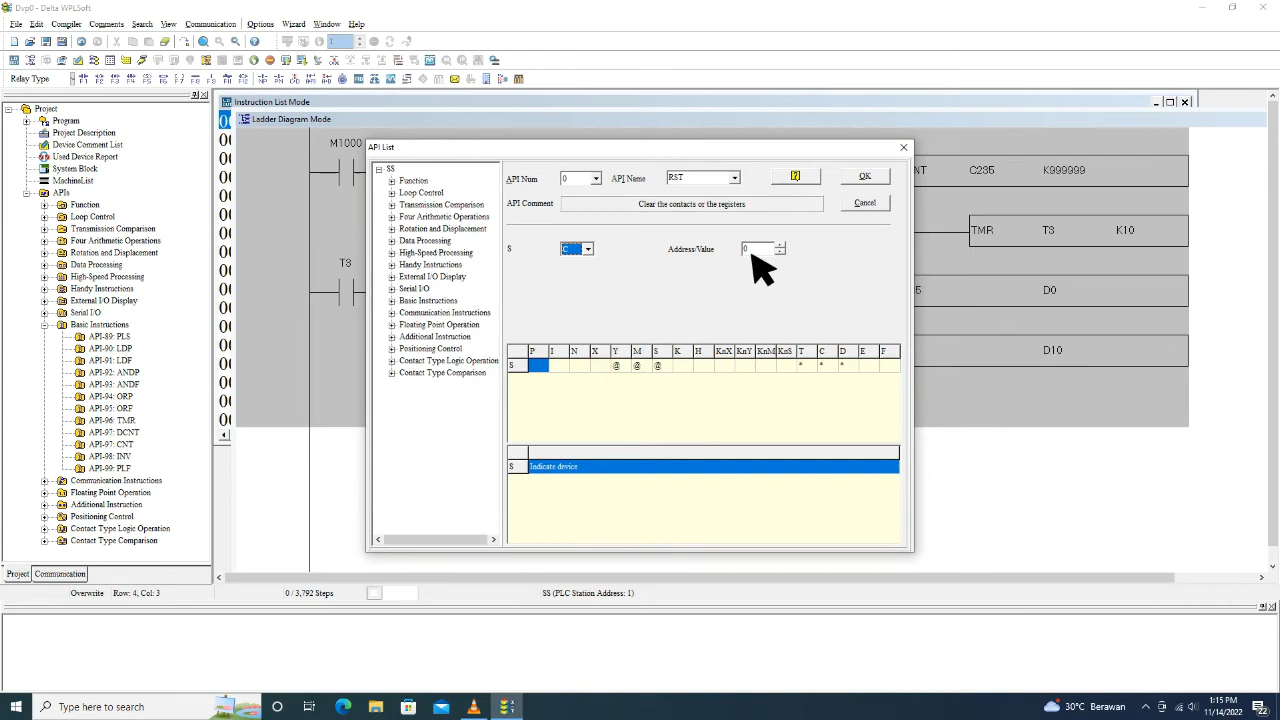 Dvp0 - Delta WPLSoft
File Edit Compiler Comments Search View Communication Options Wizard Window Help
1
Relay Type
Project
Program
Project Description
Device Comment List
Used Device Report
System Block
MachineList
APIs
Function
Loop Control
Transmission Comparison
Four Arithmetic Operations
Rotation and Displacement
Data Processing
High-Speed Processing
Handy Instructions
External I/O Display
Serial I/O
Basic Instructions
API-89: PLS
API-90: LDP
API-91: LDF
API-92: ANDP
API-93: ANDF
API-94: ORP
API-95: ORF
API-96: TMR
API-97: DCNT
API-97: CNT
API-98: INV
API-99: PLF
Communication Instructions
Floating Point Operation
Additional Instruction
Positioning Control
Contact Type Logic Operation
Contact Type Comparison
Project Communication
Instruction List Mode
Ladder Diagram Mode
M1000
T3
NT C235 K999999
TMR T3 K10
5 D0
D10
API List
SS
Function
Loop Control
Transmission Comparison
Four Arithmetic Operations
Rotation and Displacement
Data Processing
High-Speed Processing
Handy Instructions
External I/O Display
Serial I/O
Basic Instructions
Communication Instructions
Floating Point Operation
Additional Instruction
Positioning Control
Contact Type Logic Operation
Contact Type Comparison
API Num 0 API Name RST OK
API Comment Clear the contacts or the registers Cancel
S C Address/Value 0
P I N X Y M S K H KnX KnY KnM KnS T C D E F
S @ @ @ * * *
S Indicate device
Overwrite Row: 4, Col: 3 0 / 3,792 Steps SS (PLC Station Address: 1)
Type here to search
30°C Berawan
1:15 PM
11/14/2022
22